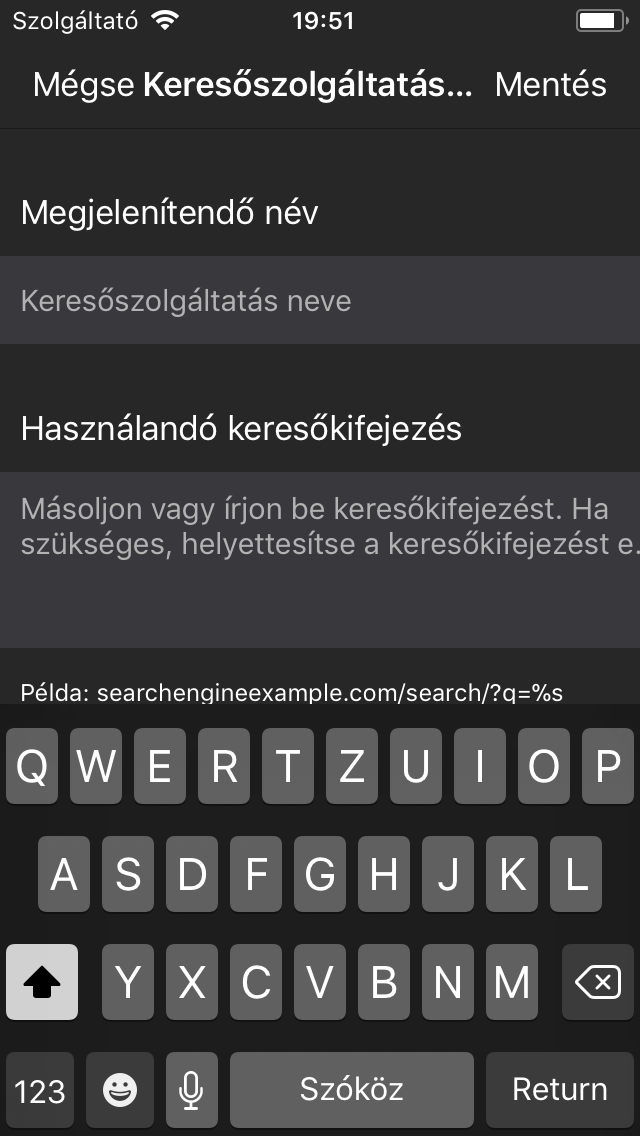 Szolgáltató 19:51
Mégse Keresőszolgáltatás... Mentés
Megjelenítendő név
Keresőszolgáltatás neve
Használandó keresőkifejezés
Másoljon vagy írjon be keresőkifejezést. Ha
szükséges, helyettesítse a keresőkifejezést e.
Példa: searchengineexample.com/search/?q=%s
Q W E R T Z U I O P
A S D F G H J K L
Y X C V B N M
123 Szóköz Return